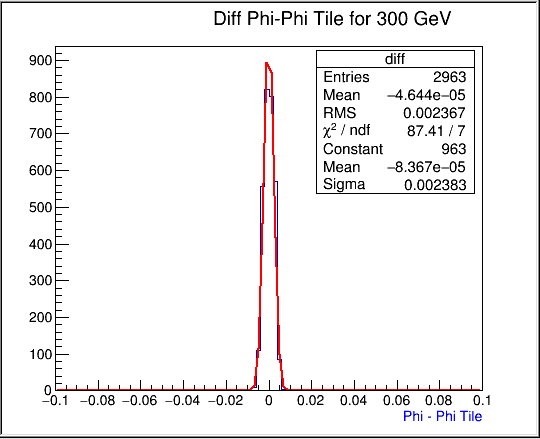 Diff Phi-Phi Tile for 300 GeV
diff
Entries 2963
Mean −4.644e−05
RMS 0.002367
χ² / ndf 87.41 / 7
Constant 963
Mean −8.367e−05
Sigma 0.002383
900
800
700
600
500
400
300
200
100
0
−0.1 −0.08 −0.06 −0.04 −0.02 0 0.02 0.04 0.06 0.08 0.1
Phi - Phi Tile